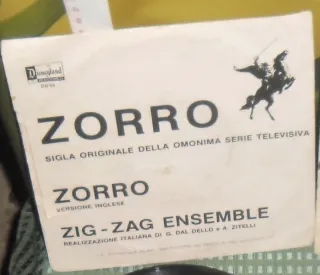 Disneyland
ZORRO
SIGLA ORIGINALE DELLA OMONIMA SERIE TELEVISIVA
ZORRO
VERSIONE INGLESE
ZIG-ZAG ENSEMBLE
REALIZZAZIONE ITALIANA DI G. DAL DELLO e A. ZITELLI